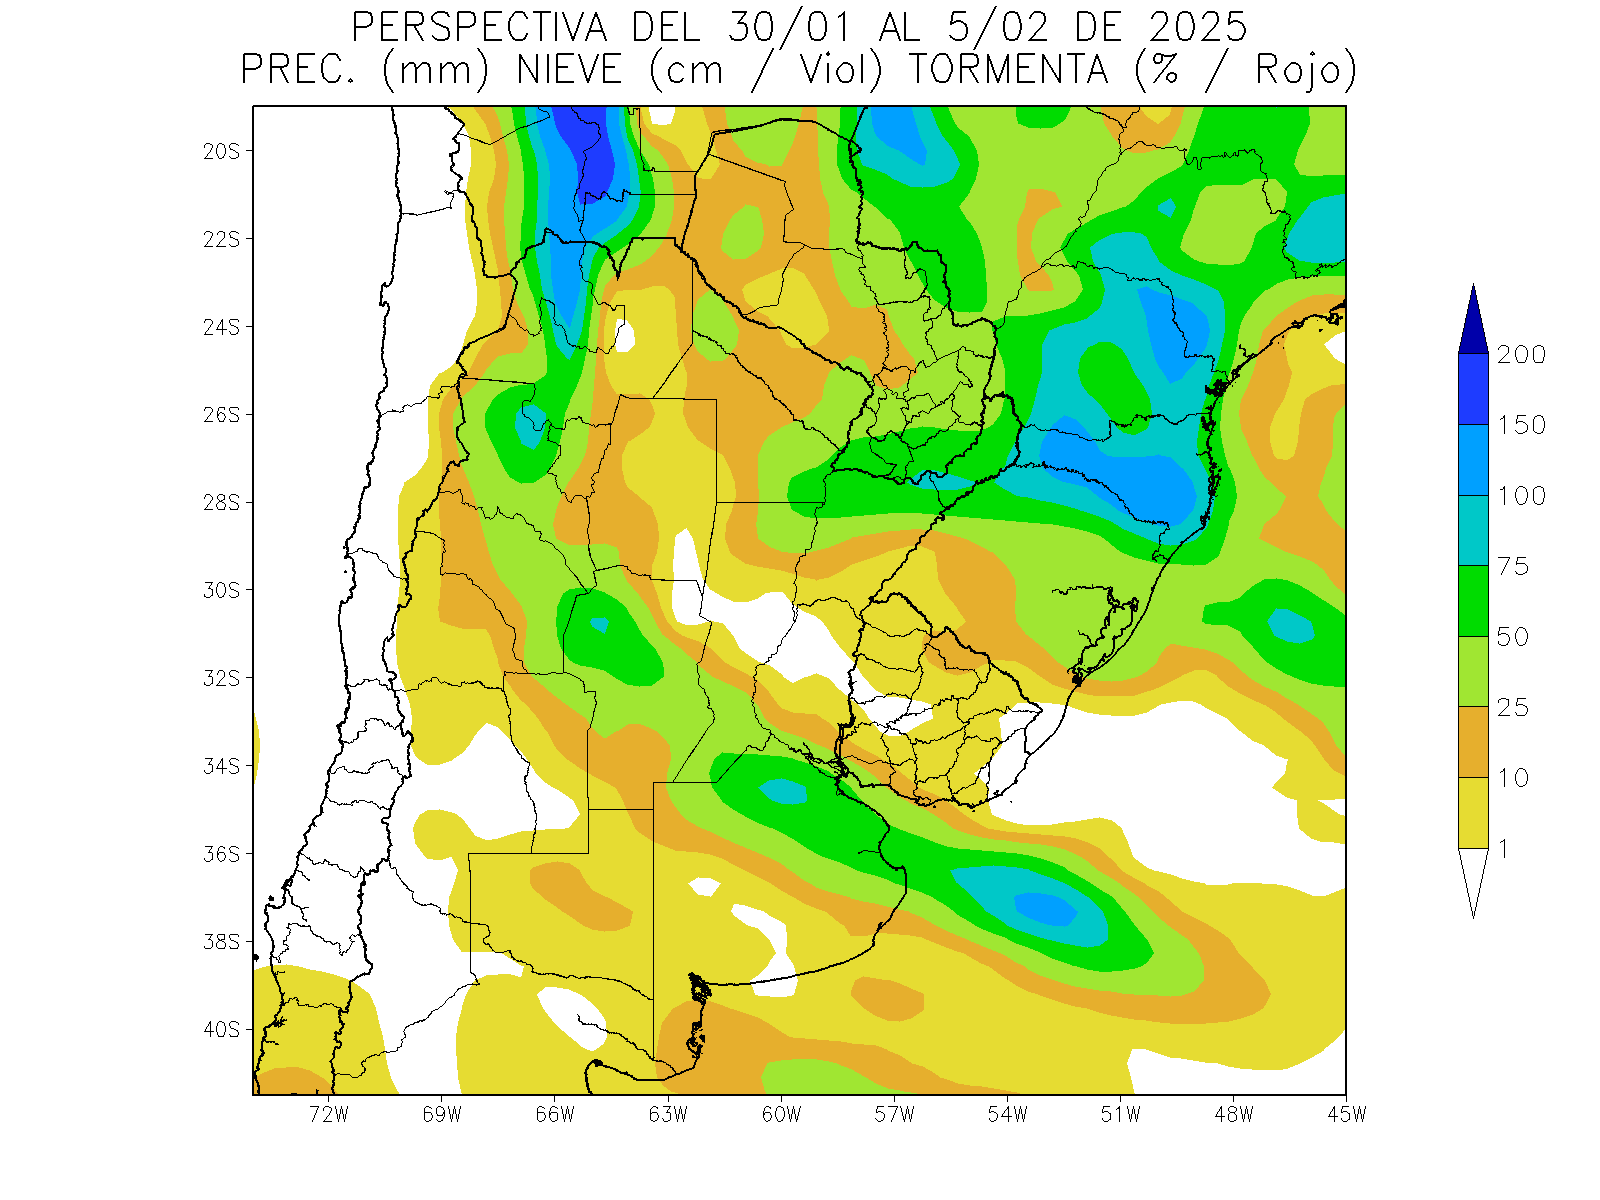 PERSPECTIVA DEL 30/01 AL 5/02 DE 2025
PREC. (mm) NIEVE (cm / Viol) TORMENTA (% / Rojo)
20S
22S
24S
26S
28S
30S
32S
34S
36S
38S
40S
72W 69W 66W 63W 60W 57W 54W 51W 48W 45W
200
150
100
75
50
25
10
1